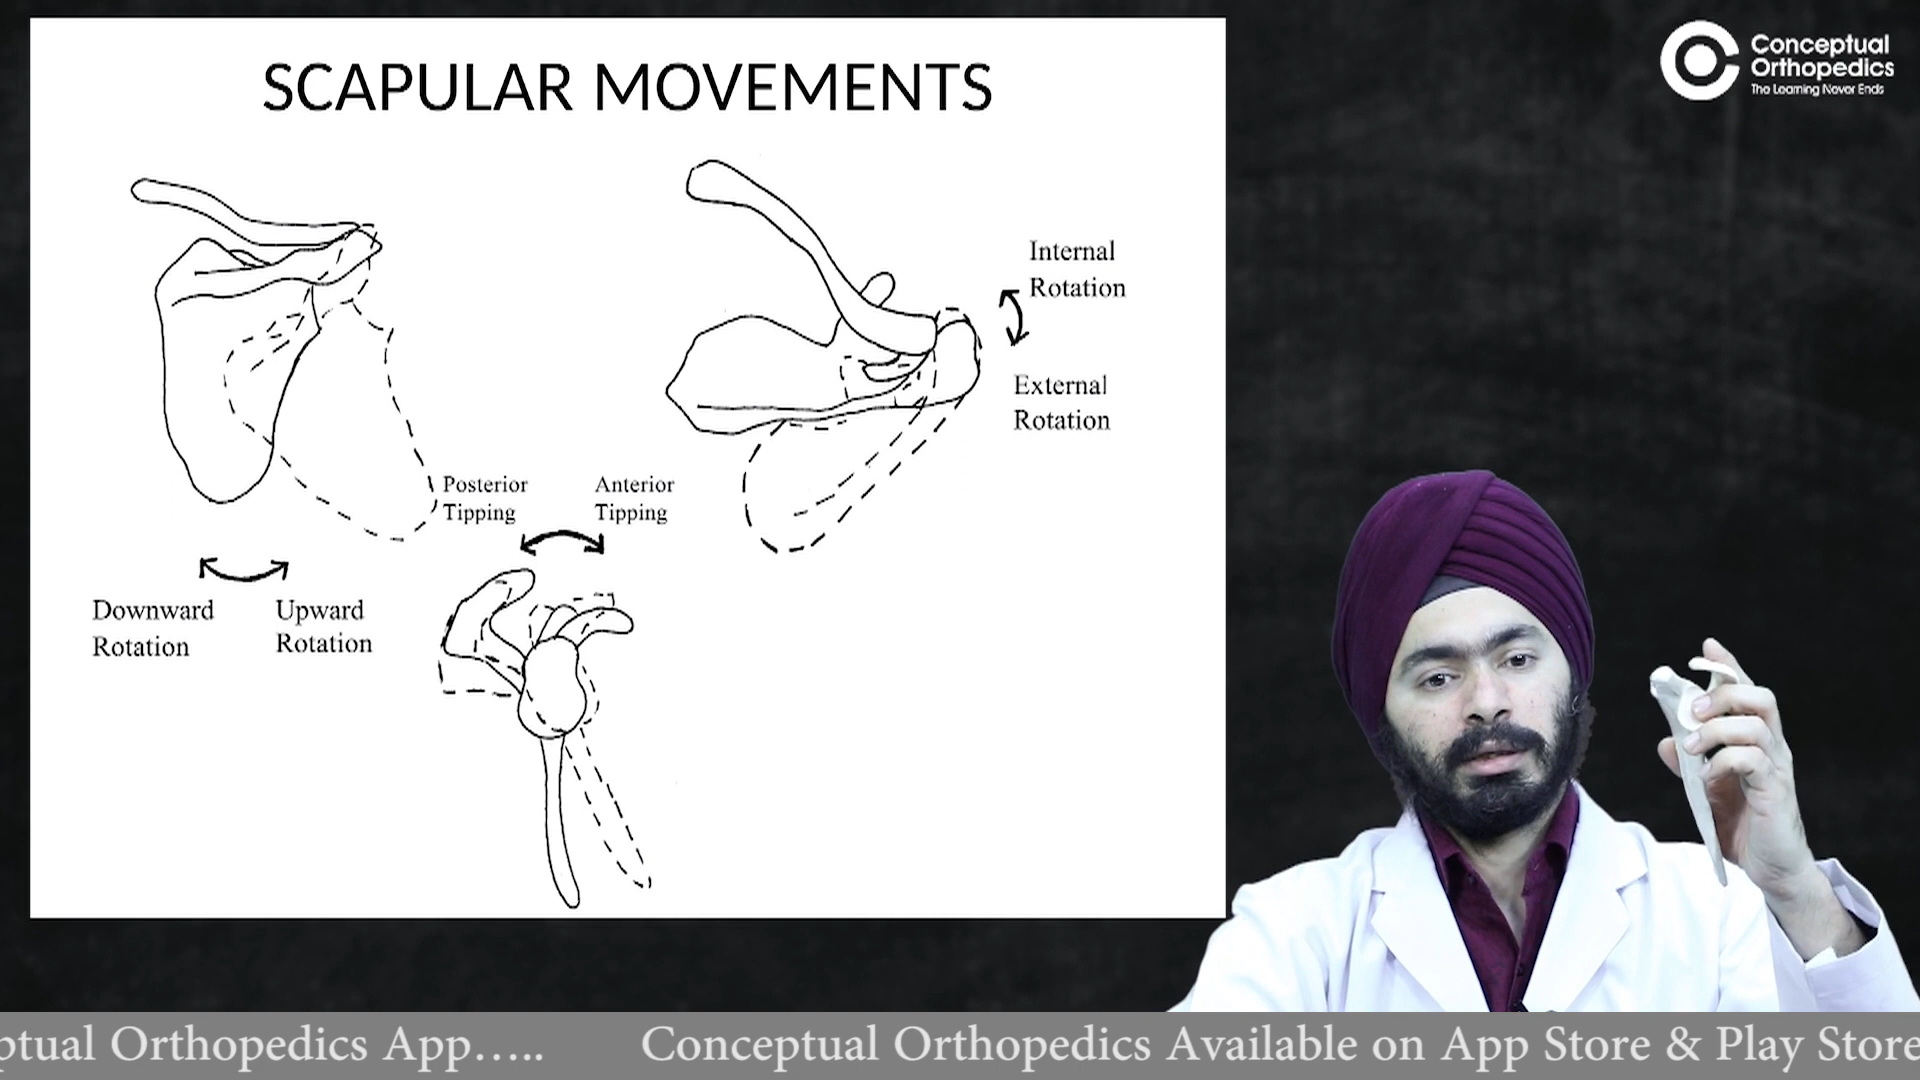 SCAPULAR MOVEMENTS
Conceptual
Orthopedics
The Learning Never Ends
Internal
Rotation
External
Rotation
Posterior
Tipping
Anterior
Tipping
Downward
Rotation
Upward
Rotation
ptual Orthopedics App..... Conceptual Orthopedics Available on App Store & Play Store